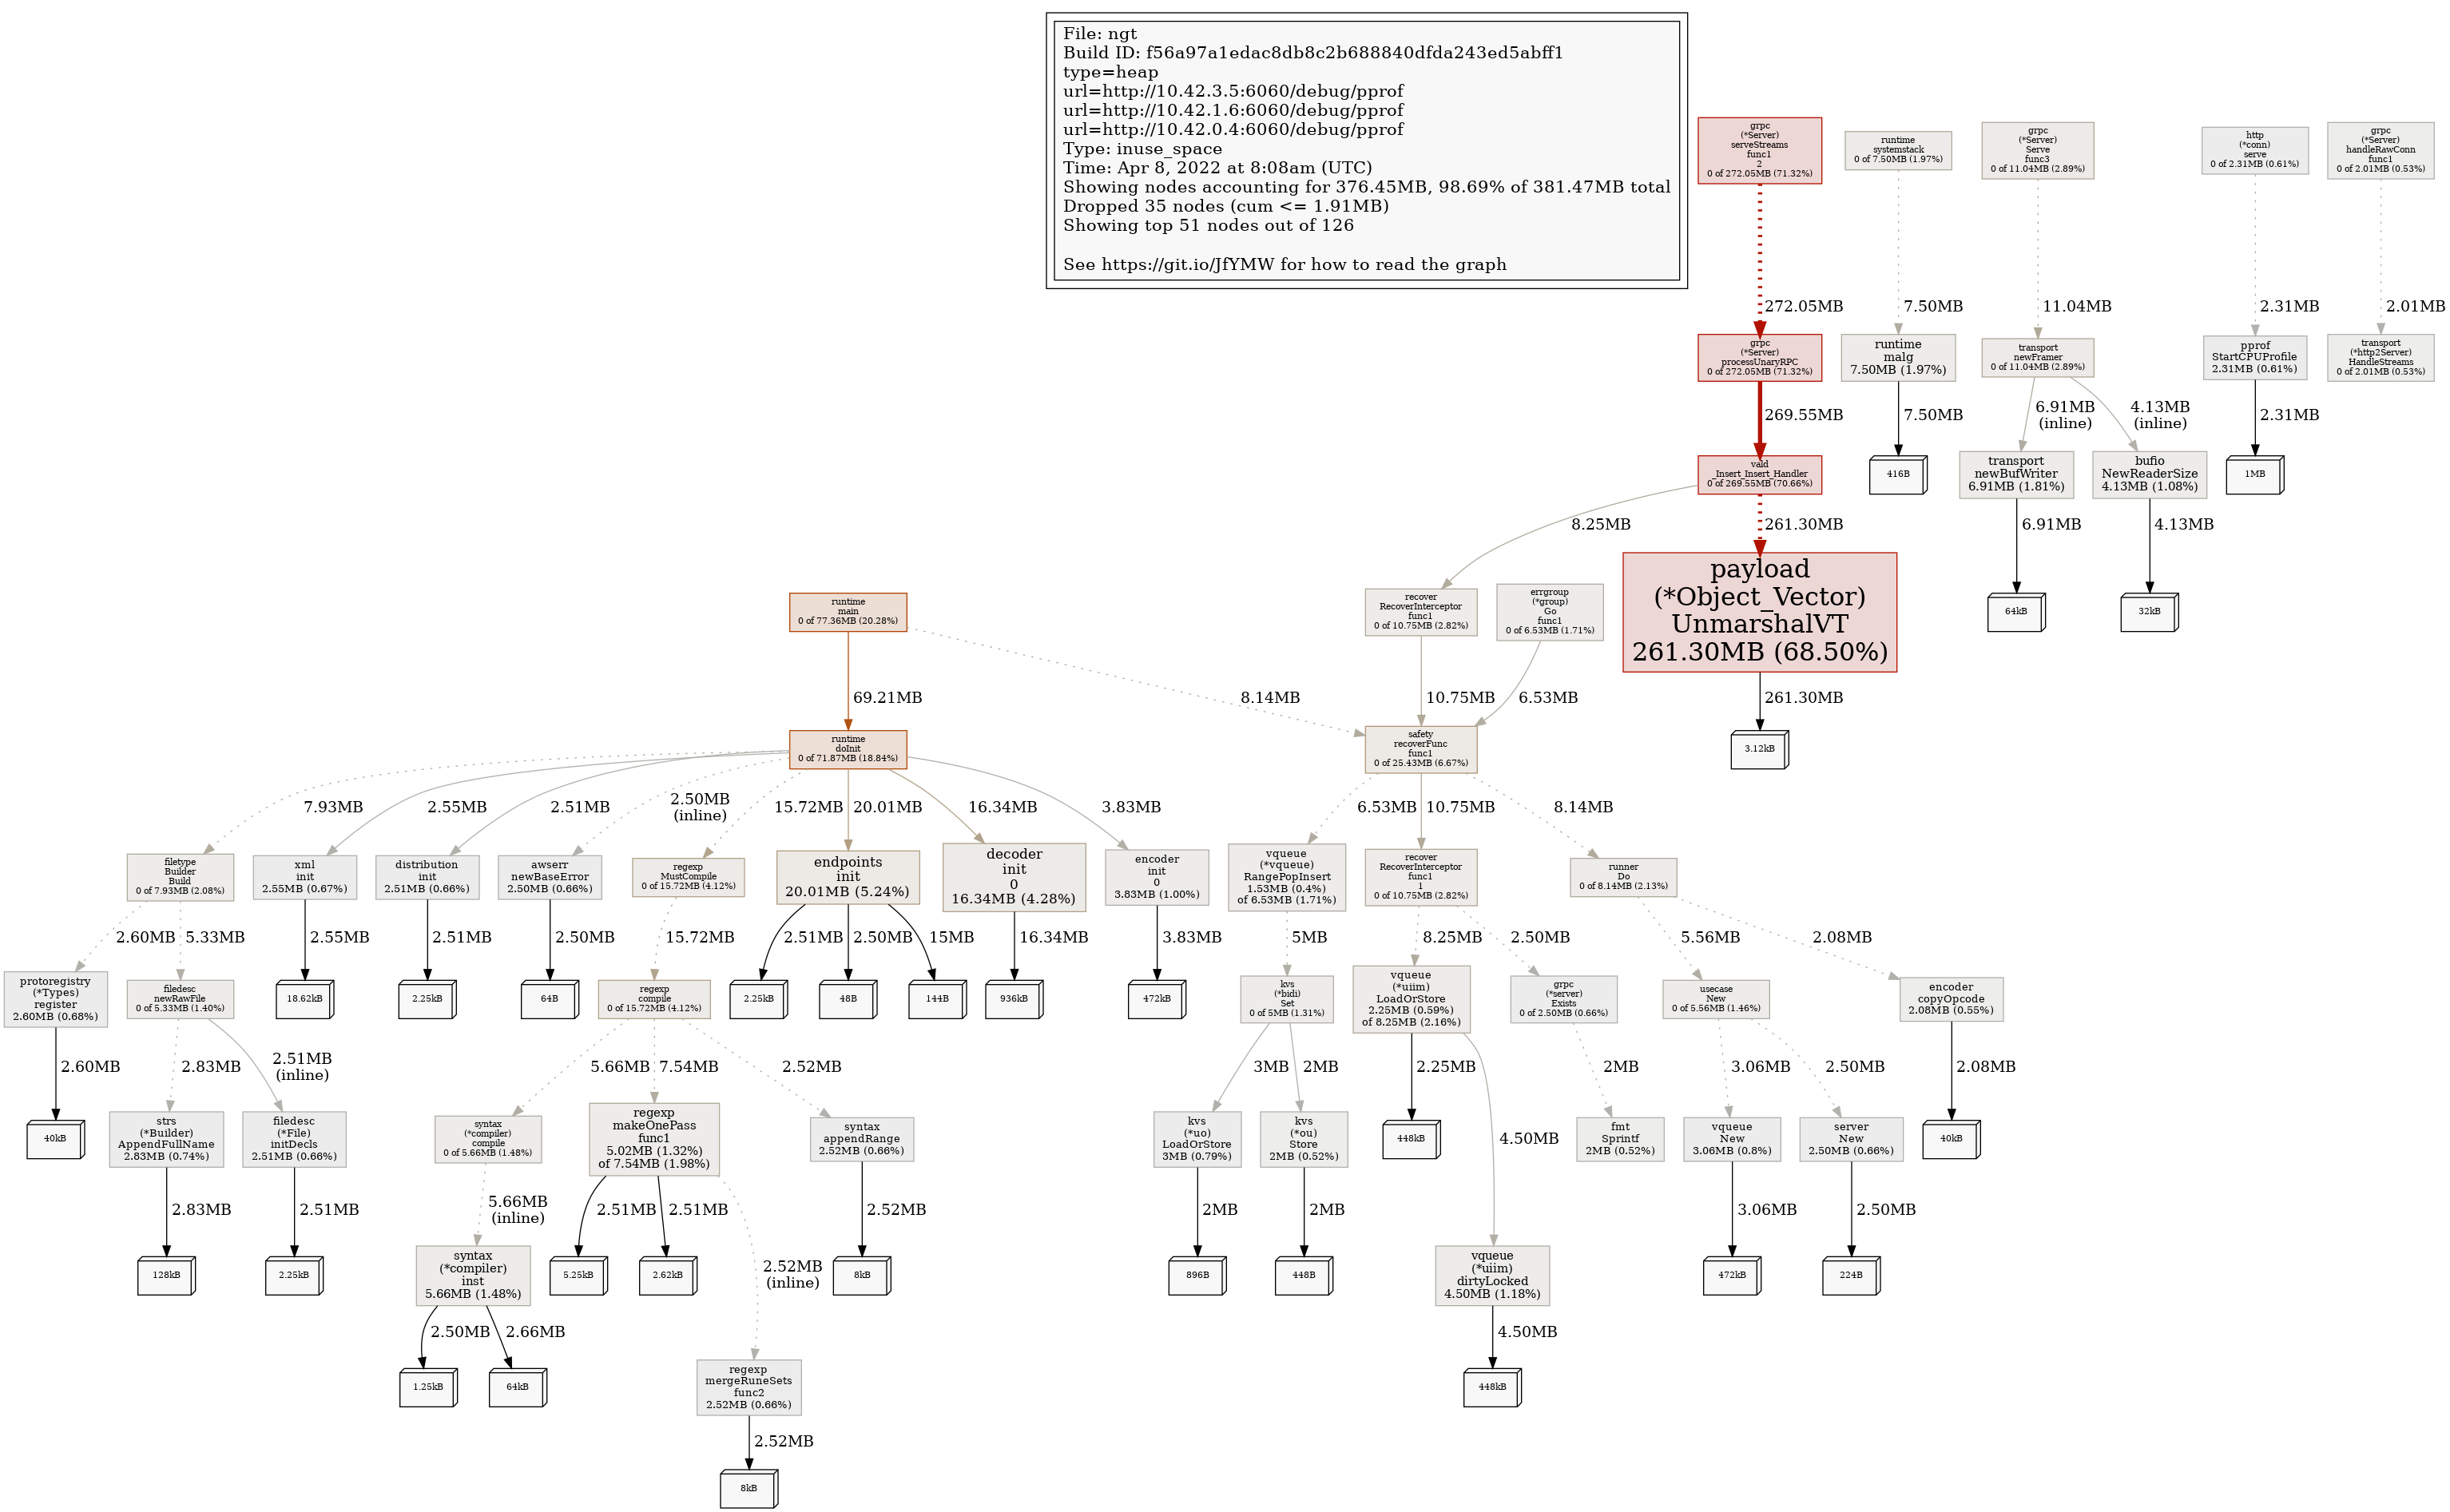 File: ngt
Build ID: f56a97a1edac8db8c2b688840dfda243ed5abff1
type=heap
url=http://10.42.3.5:6060/debug/pprof
url=http://10.42.1.6:6060/debug/pprof
url=http://10.42.0.4:6060/debug/pprof
Type: inuse_space
Time: Apr 8, 2022 at 8:08am (UTC)
Showing nodes accounting for 376.45MB, 98.69% of 381.47MB total
Dropped 35 nodes (cum <= 1.91MB)
Showing top 51 nodes out of 126
See https://git.io/JfYMW for how to read the graph
grpc
(*Server)
serveStreams
func1
2
0 of 272.05MB (71.32%)
runtime
systemstack
0 of 7.50MB (1.97%)
grpc
(*Server)
Serve
func3
0 of 11.04MB (2.89%)
http
(*conn)
serve
0 of 2.31MB (0.61%)
grpc
(*Server)
handleRawConn
func1
0 of 2.01MB (0.53%)
272.05MB
7.50MB
11.04MB
2.31MB
2.01MB
grpc
(*Server)
processUnaryRPC
0 of 272.05MB (71.32%)
runtime
malg
7.50MB (1.97%)
transport
newFramer
0 of 11.04MB (2.89%)
pprof
StartCPUProfile
2.31MB (0.61%)
transport
(*http2Server)
HandleStreams
0 of 2.01MB (0.53%)
269.55MB
7.50MB
6.91MB
(inline)
4.13MB
(inline)
2.31MB
vald
_Insert_Insert_Handler
0 of 269.55MB (70.66%)
416B
transport
newBufWriter
6.91MB (1.81%)
bufio
NewReaderSize
4.13MB (1.08%)
1MB
8.25MB
261.30MB
6.91MB
4.13MB
runtime
main
0 of 77.36MB (20.28%)
recover
RecoverInterceptor
func1
0 of 10.75MB (2.82%)
errgroup
(*group)
Go
func1
0 of 6.53MB (1.71%)
payload
(*Object_Vector)
UnmarshalVT
261.30MB (68.50%)
64kB
32kB
69.21MB
8.14MB
10.75MB
6.53MB
261.30MB
runtime
doInit
0 of 71.87MB (18.84%)
safety
recoverFunc
func1
0 of 25.43MB (6.67%)
3.12kB
7.93MB
2.55MB
2.51MB
2.50MB
(inline)
15.72MB
20.01MB
16.34MB
3.83MB
6.53MB
10.75MB
8.14MB
filetype
Builder
Build
0 of 7.93MB (2.08%)
xml
init
2.55MB (0.67%)
distribution
init
2.51MB (0.66%)
awserr
newBaseError
2.50MB (0.66%)
regexp
MustCompile
0 of 15.72MB (4.12%)
endpoints
init
20.01MB (5.24%)
decoder
init
0
16.34MB (4.28%)
encoder
init
0
3.83MB (1.00%)
vqueue
(*vqueue)
RangePopInsert
1.53MB (0.4%)
of 6.53MB (1.71%)
recover
RecoverInterceptor
func1
1
0 of 10.75MB (2.82%)
runner
Do
0 of 8.14MB (2.13%)
2.60MB
5.33MB
2.55MB
2.51MB
2.50MB
15.72MB
2.51MB
2.50MB
15MB
16.34MB
3.83MB
5MB
8.25MB
2.50MB
5.56MB
2.08MB
protoregistry
(*Types)
register
2.60MB (0.68%)
filedesc
newRawFile
0 of 5.33MB (1.40%)
18.62kB
2.25kB
64B
regexp
compile
0 of 15.72MB (4.12%)
2.25kB
48B
144B
936kB
472kB
kvs
(*bidi)
Set
0 of 5MB (1.31%)
vqueue
(*uiim)
LoadOrStore
2.25MB (0.59%)
of 8.25MB (2.16%)
grpc
(*server)
Exists
0 of 2.50MB (0.66%)
usecase
New
0 of 5.56MB (1.46%)
encoder
copyOpcode
2.08MB (0.55%)
2.60MB
2.83MB
2.51MB
(inline)
5.66MB
7.54MB
2.52MB
3MB
2MB
2.25MB
4.50MB
2MB
3.06MB
2.50MB
2.08MB
40kB
strs
(*Builder)
AppendFullName
2.83MB (0.74%)
filedesc
(*File)
initDecls
2.51MB (0.66%)
syntax
(*compiler)
compile
0 of 5.66MB (1.48%)
regexp
makeOnePass
func1
5.02MB (1.32%)
of 7.54MB (1.98%)
syntax
appendRange
2.52MB (0.66%)
kvs
(*uo)
LoadOrStore
3MB (0.79%)
kvs
(*ou)
Store
2MB (0.52%)
448kB
fmt
Sprintf
2MB (0.52%)
vqueue
New
3.06MB (0.8%)
server
New
2.50MB (0.66%)
40kB
2.83MB
2.51MB
5.66MB
(inline)
2.51MB
2.51MB
2.52MB
(inline)
2.52MB
2MB
2MB
3.06MB
2.50MB
128kB
2.25kB
syntax
(*compiler)
inst
5.66MB (1.48%)
5.25kB
2.62kB
8kB
896B
448B
vqueue
(*uiim)
dirtyLocked
4.50MB (1.18%)
472kB
224B
2.50MB
2.66MB
4.50MB
1.25kB
64kB
regexp
mergeRuneSets
func2
2.52MB (0.66%)
448kB
2.52MB
8kB